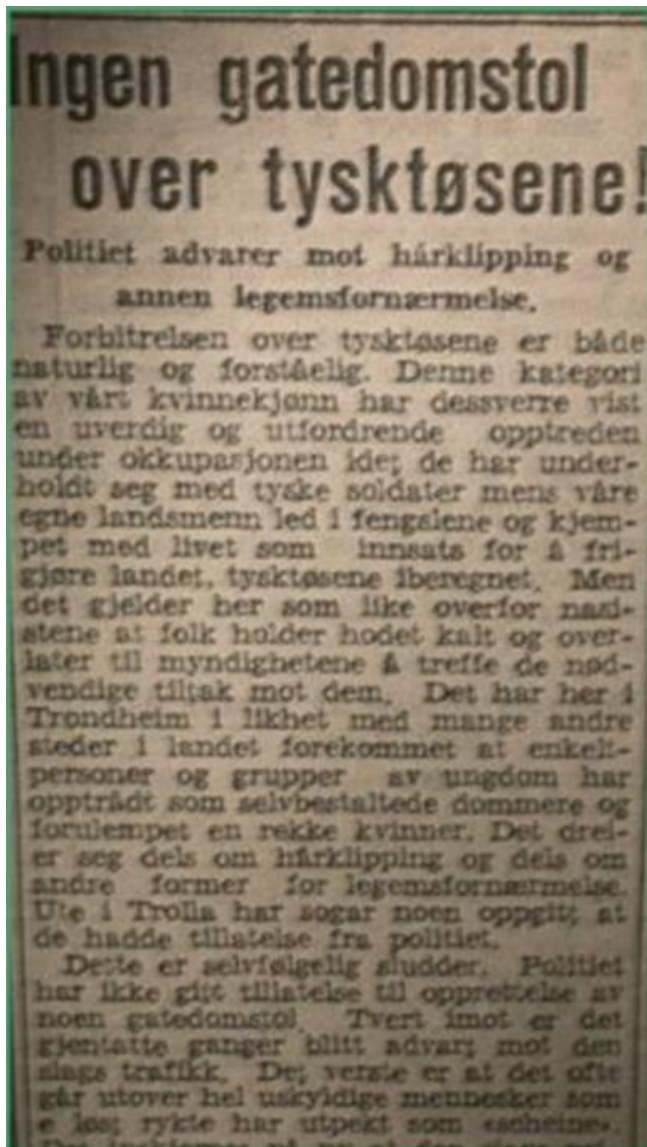 Ingen gatedomstol
over tysktøsene!
Politiet advarer mot hårklipping og
annen legemsfornærmelse.
Forbitrelsen over tysktøsene er både
naturlig og forståelig. Denne kategori
av vårt kvinnekjønn har dessverre vist
en uverdig og utfordrende opptreden
under okkupasjonen idet de har under-
holdt seg med tyske soldater mens våre
egne landsmenn led i fengslene og kjem-
pet med livet som innsats for å fri-
gjøre landet, tysktøsene iberegnet. Men
det gjelder her som like overfor nazi-
stene at folk holder hodet kalt og over-
later til myndighetene å treffe de nød-
vendige tiltak mot dem. Det har her i
Trondheim i likhet med mange andre
steder i landet forekommet at enkelt-
personer og grupper av ungdom har
opptrådt som selvbestaltede dommere og
forulempet en rekke kvinner. Det drei-
er seg dels om hårklipping og dels om
andre former for legemsfornærmelse.
Ute i Trolla har sogar noen oppgitt at
de hadde tillatelse fra politiet.
Dette er selvfølgelig sludder. Politiet
har ikke gitt tillatelse til opprettelse av
noen gatedomstol. Tvert imot er det
gjentatte ganger blitt advart mot den
slags trafikk. Det verste er at det ofte
går utover hel uskyldige mennesker som
e løst rykte har utpekt som «scheine».